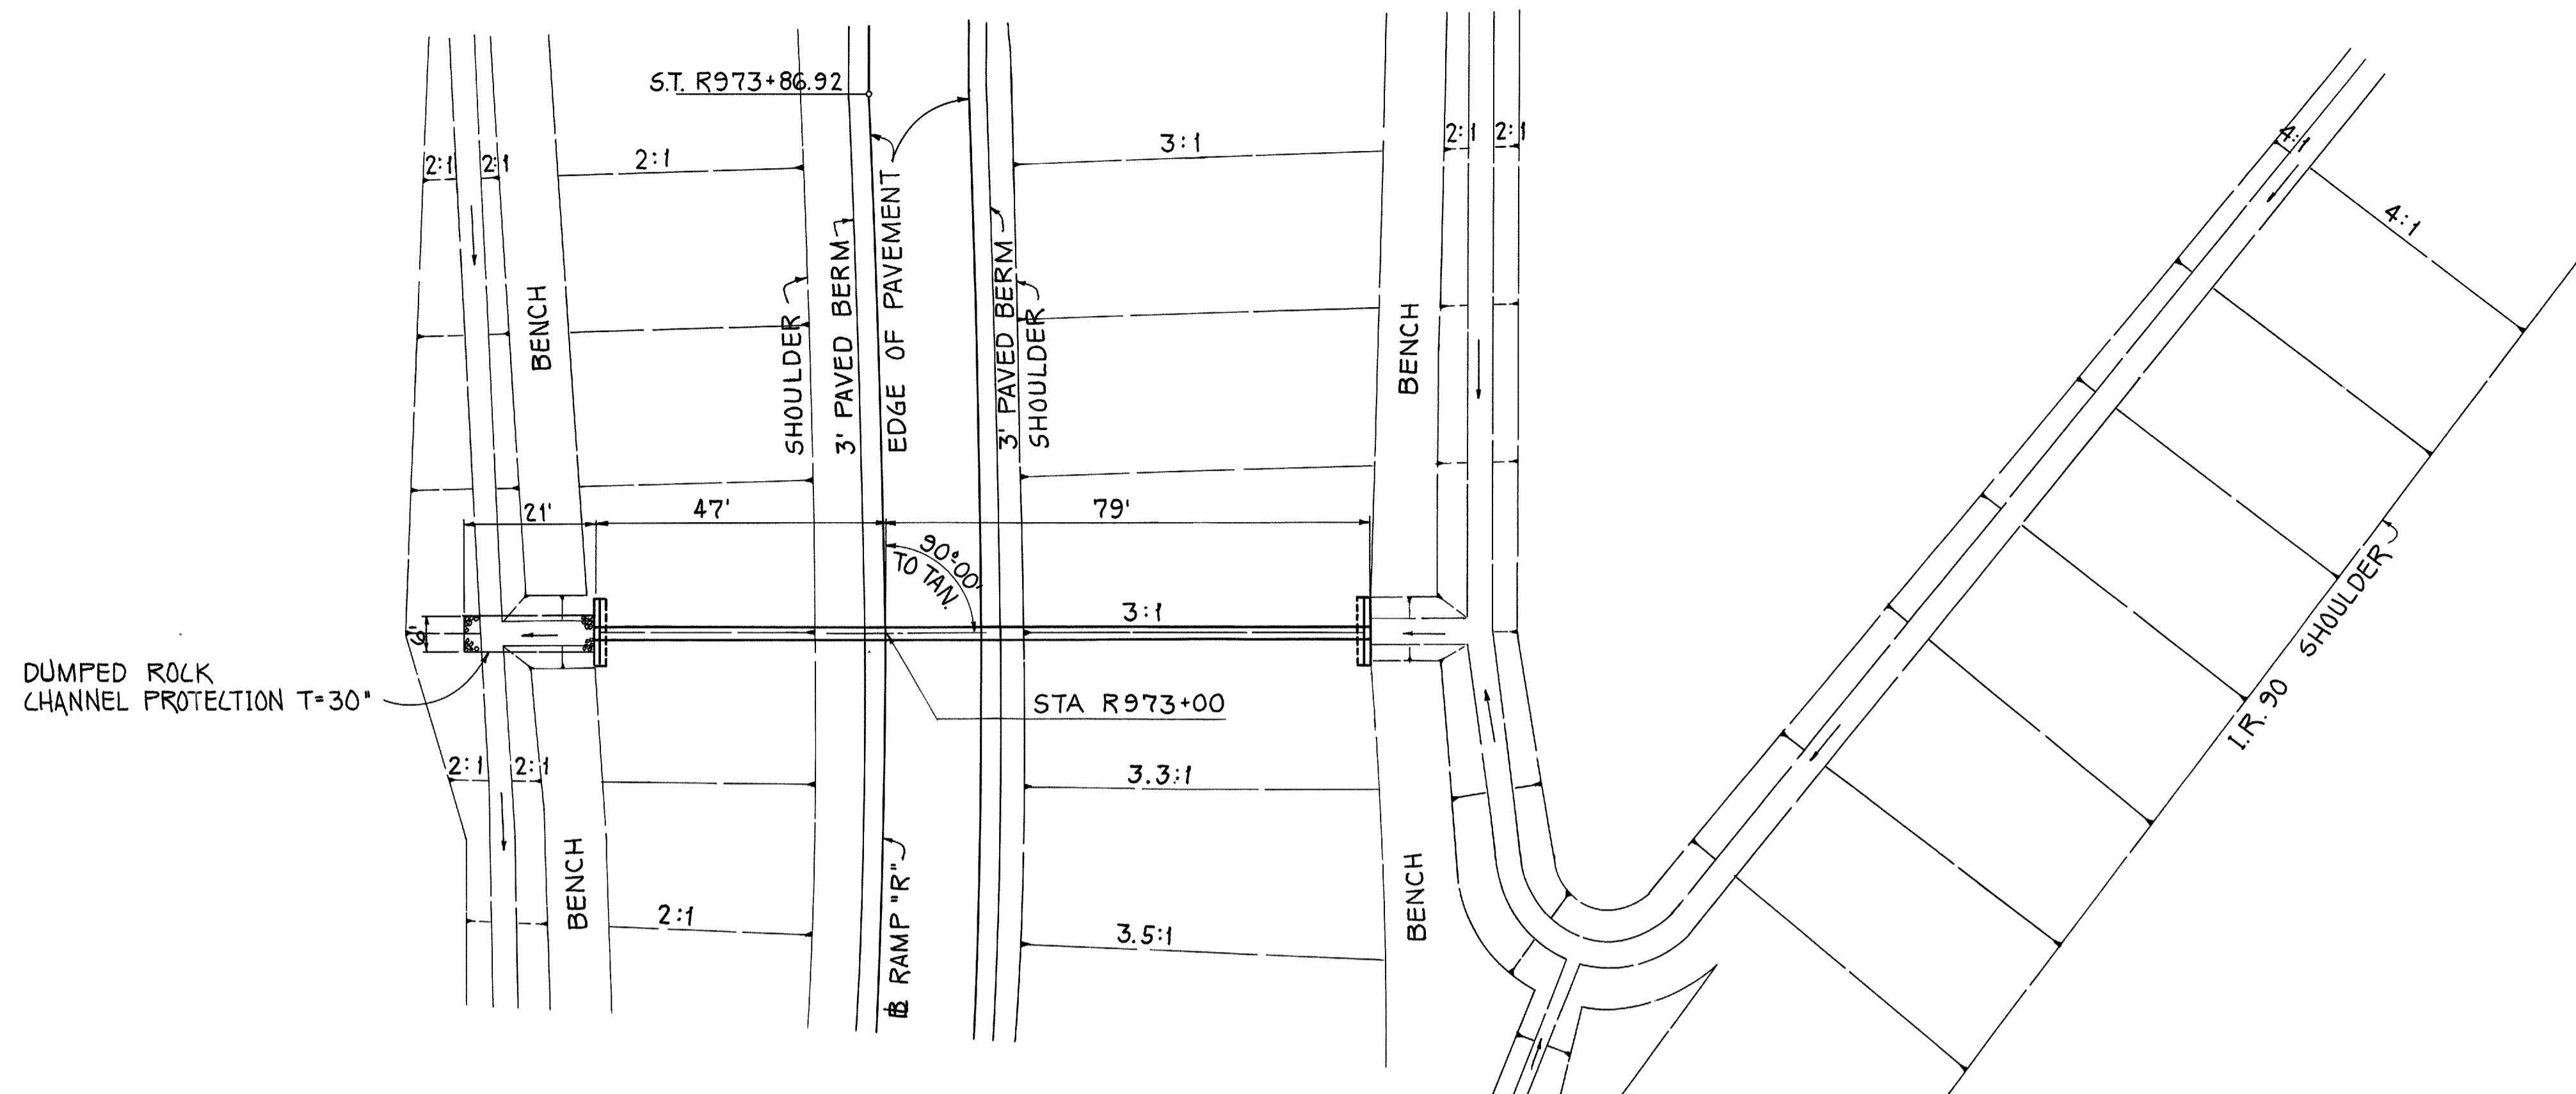 S.T. R973+86.92
2:1
2:1
2:1
3:1
2:1
2:1
4:1
4:1
BENCH
SHOULDER
3' PAVED BERM
EDGE OF PAVEMENT
3' PAVED BERM
SHOULDER
BENCH
21'
47'
79'
90°00'
TO TAN.
3:1
6'
DUMPED ROCK
CHANNEL PROTECTION T=30"
STA R973+00
I.R. 90 SHOULDER
2:1
2:1
3.3:1
BENCH
2:1
B RAMP "R"
3.5:1
BENCH